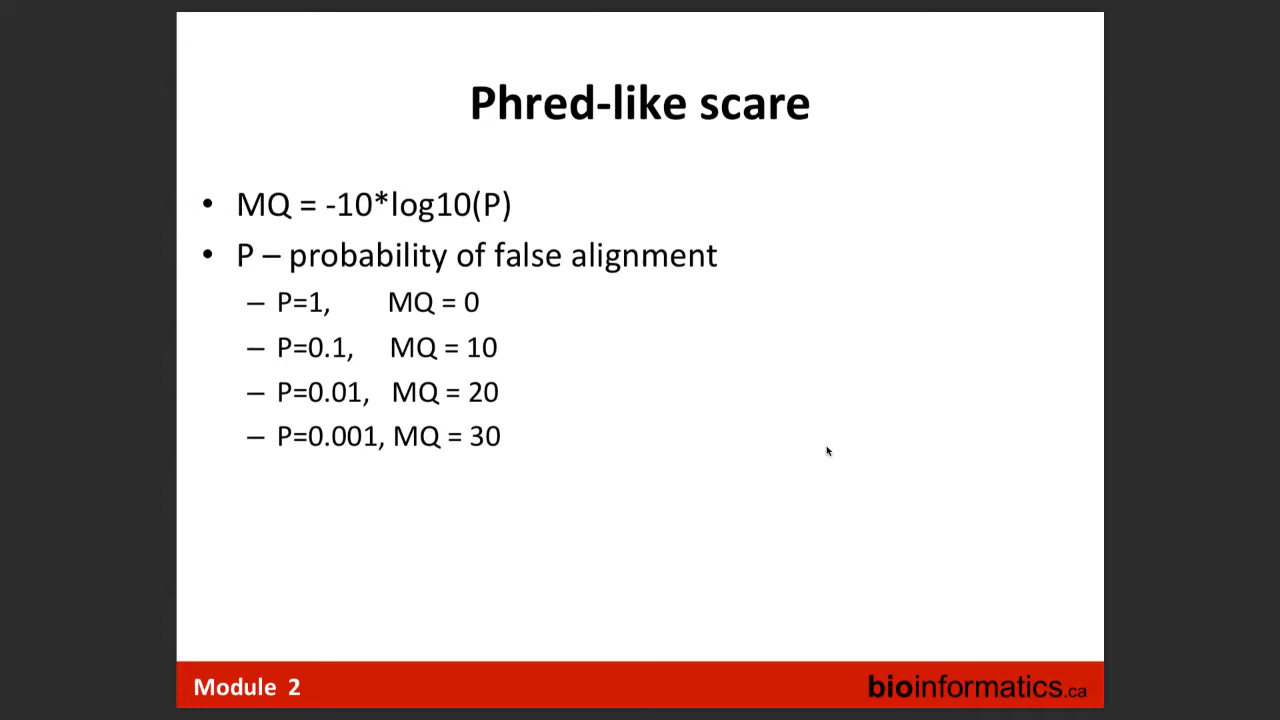 Phred-like scare
• MQ = -10*log10(P)
• P – probability of false alignment
– P=1, MQ = 0
– P=0.1, MQ = 10
– P=0.01, MQ = 20
– P=0.001, MQ = 30
Module 2
bioinformatics.ca